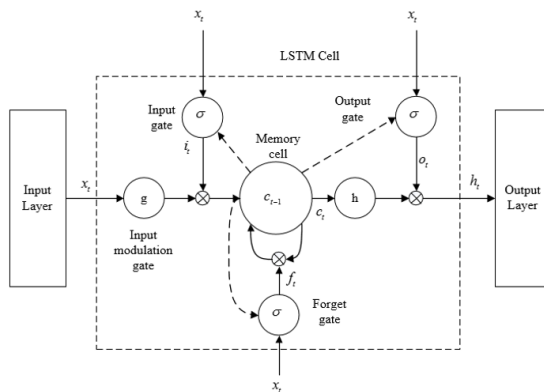 x_t
x_t
LSTM Cell
Input
gate
σ
i_t
Output
gate
σ
o_t
Memory
cell
Input
Layer
x_t
g
c_{t-1}
c_t
h
h_t
Output
Layer
Input
modulation
gate
f_t
σ
Forget
gate
x_t